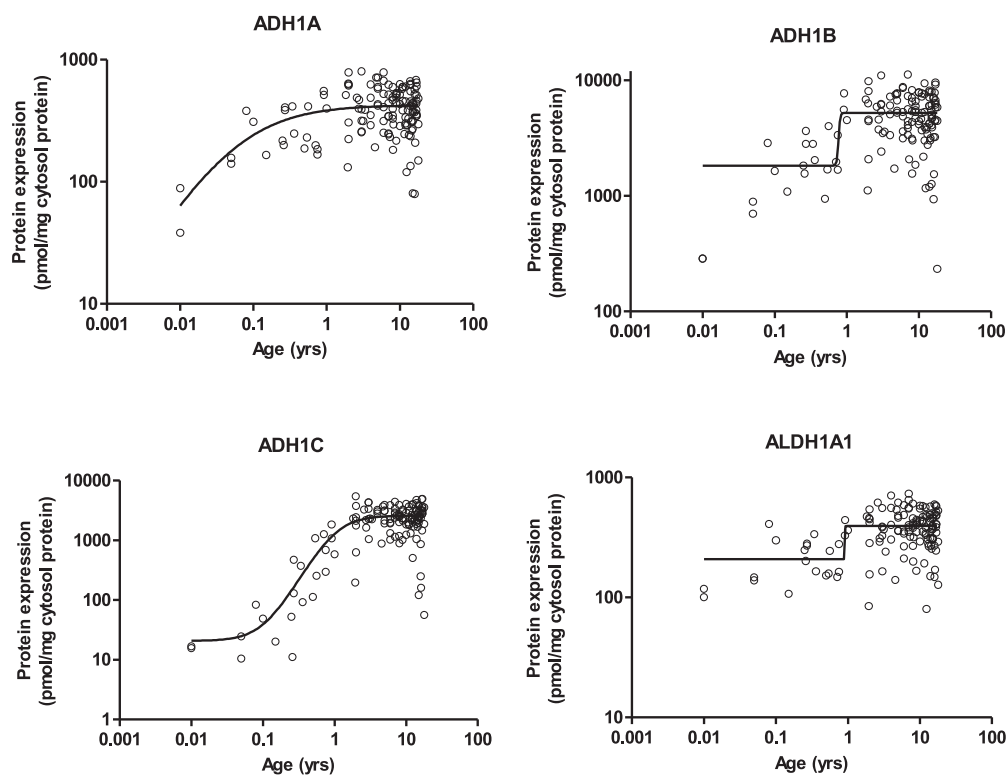 ADH1A
Protein expression
(pmol/mg cytosol protein)
1000
100
10
0.001
0.01
0.1
1
10
100
Age (yrs)
ADH1B
Protein expression
(pmol/mg cytosol protein)
10000
1000
100
0.001
0.01
0.1
1
10
100
Age (yrs)
ADH1C
Protein expression
(pmol/mg cytosol protein)
10000
1000
100
10
1
0.001
0.01
0.1
1
10
100
Age (yrs)
ALDH1A1
Protein expression
(pmol/mg cytosol protein)
1000
100
10
0.001
0.01
0.1
1
10
100
Age (yrs)